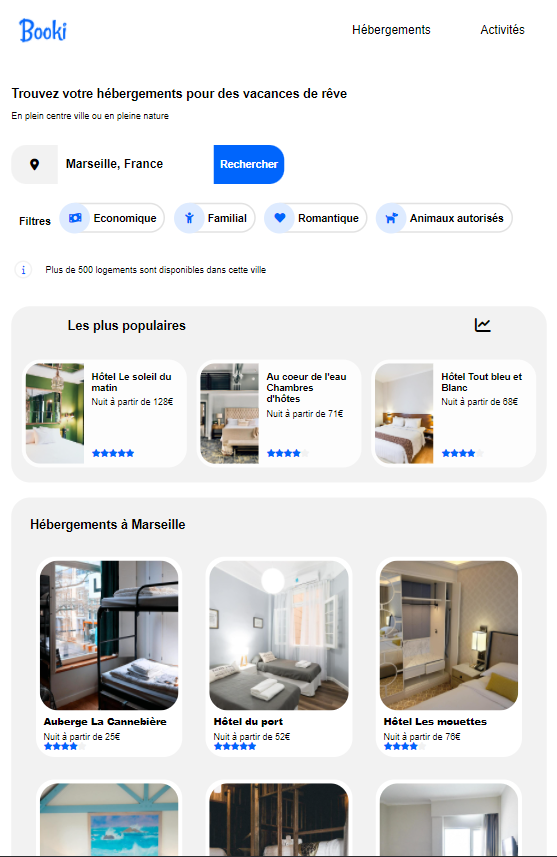 Booki
Hébergements
Activités
Trouvez votre hébergements pour des vacances de rêve
En plein centre ville ou en pleine nature
Marseille, France
Rechercher
Filtres
Economique
Familial
Romantique
Animaux autorisés
Plus de 500 logements sont disponibles dans cette ville
Les plus populaires
Hôtel Le soleil du
matin
Nuit à partir de 128€
Au coeur de l'eau
Chambres
d'hôtes
Nuit à partir de 71€
Hôtel Tout bleu et
Blanc
Nuit à partir de 68€
Hébergements à Marseille
Auberge La Cannebière
Nuit à partir de 25€
Hôtel du port
Nuit à partir de 52€
Hôtel Les mouettes
Nuit à partir de 76€